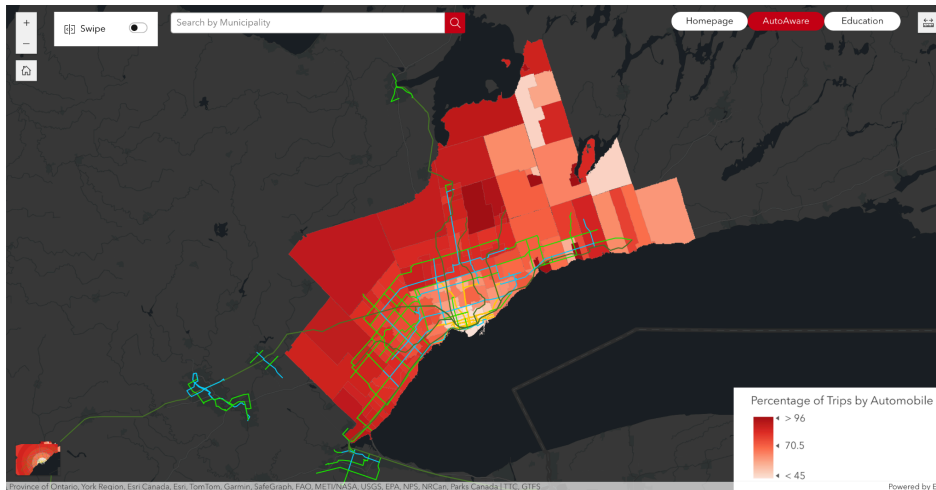 +
Swipe
Search by Municipality
Homepage
AutoAware
Education
−
Percentage of Trips by Automobile
> 96
70.5
< 45
Province of Ontario, York Region, Esri Canada, Esri, TomTom, Garmin, SafeGraph, FAO, METI/NASA, USGS, EPA, NPS, NRCan, Parks Canada | TTC, GTFS
Powered by E